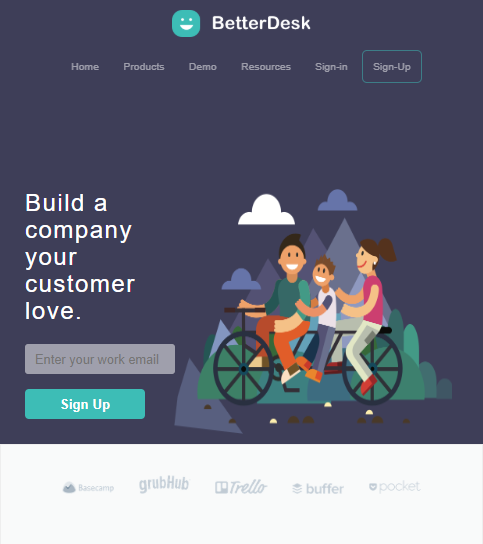 BetterDesk
Home Products Demo Resources Sign-in Sign-Up
Build a
company
your
customer
love.
Enter your work email
Sign Up
Basecamp grubHub Trello buffer pocket